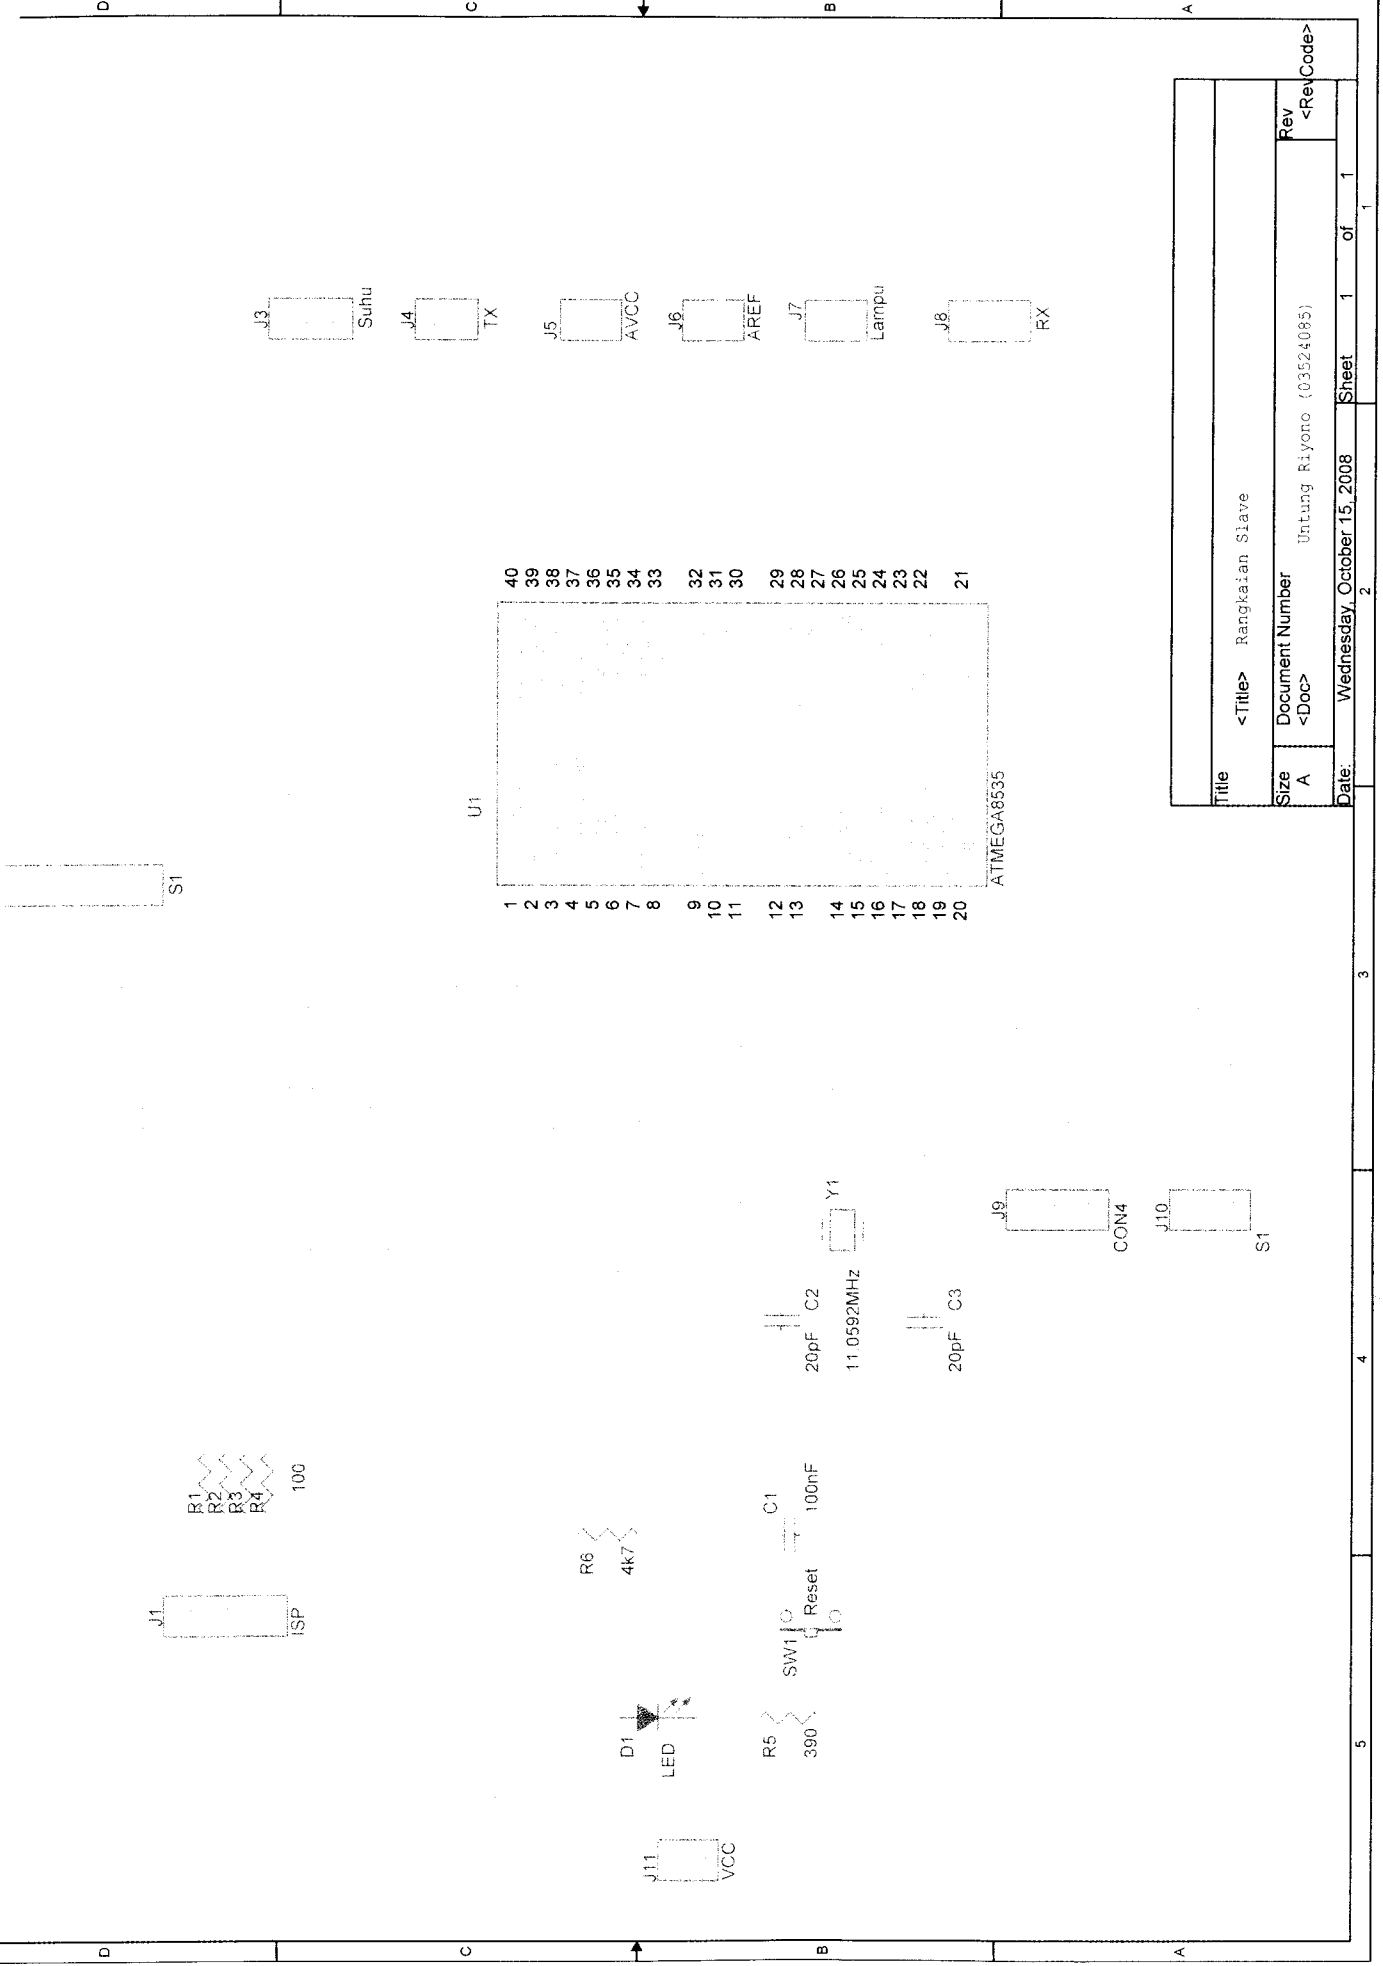 D
C
B
A
S1
J3
Suhu
J4
TX
J5
AVCC
J6
AREF
J7
Lampu
J8
RX
J1
ISP
R1
R2
R3
R4
100
U1
1
2
3
4
5
6
7
8
9
10
11
12
13
14
15
16
17
18
19
20
40
39
38
37
36
35
34
33
32
31
30
29
28
27
26
25
24
23
22
21
ATMEGA8535
R6
4k7
D1
LED
J11
VCC
R5
390
SW1
Reset
C1
100nF
20pF C2
Y1
11.0592MHz
20pF C3
J9
CON4
J10
S1
Title
<Title> Rangkaian Slave
Size
A
Document Number
<Doc> Untung Riyono (03524085)
Rev
<RevCode>
Date: Wednesday, October 15, 2008 Sheet 1 of 1
5
4
3
2
1
D
C
B
A